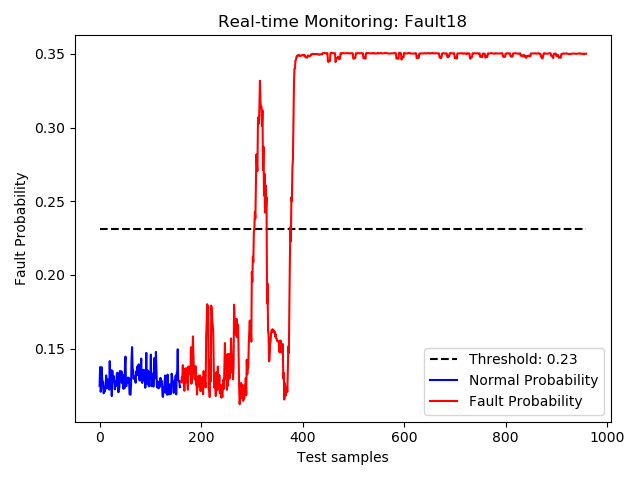 Real-time Monitoring: Fault18
Fault Probability
0.35
0.30
0.25
0.20
0.15
Threshold: 0.23
Normal Probability
Fault Probability
0
200
400
600
800
1000
Test samples